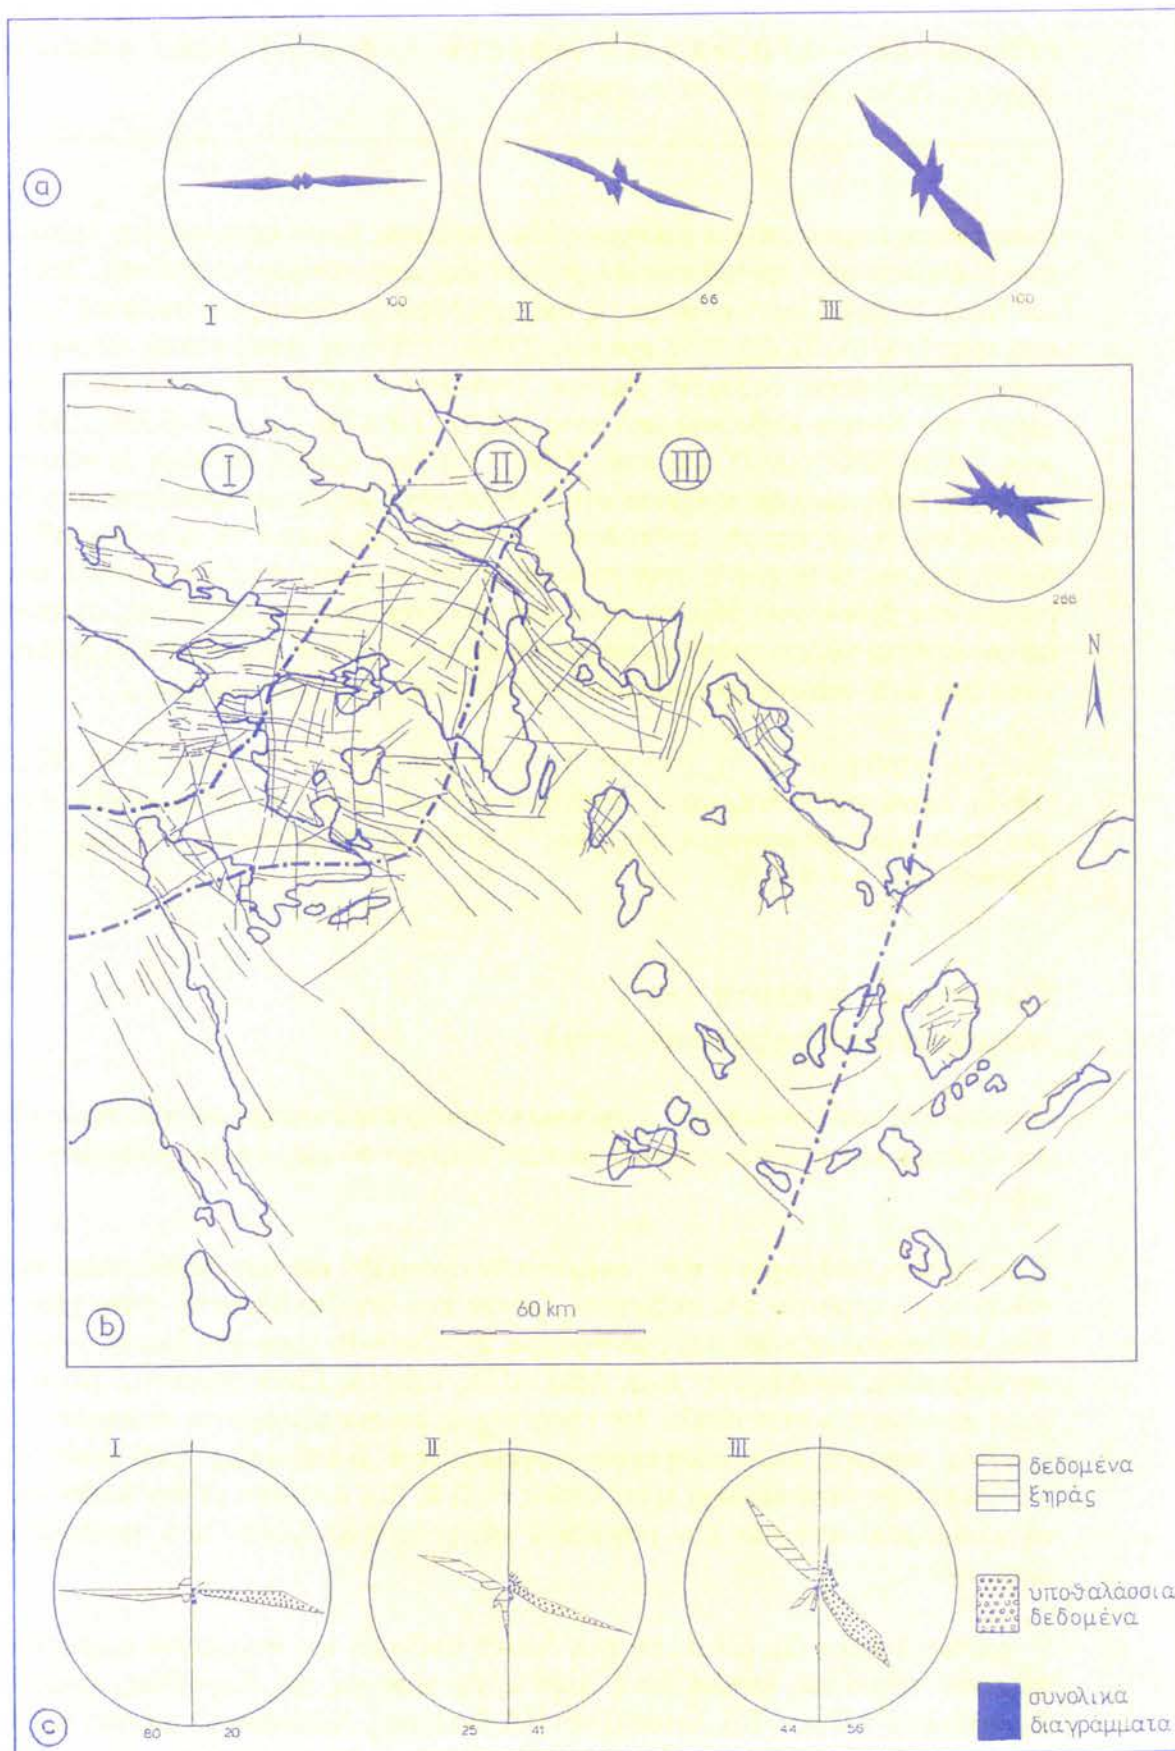 a
I
100
II
66
III
100
I
II
III
266
N
60 km
b
I
II
III
80
20
25
41
44
56
δεδομένα
ξηράς
υποθαλάσσια
δεδομένα
συνολικά
διαγράμματα
c